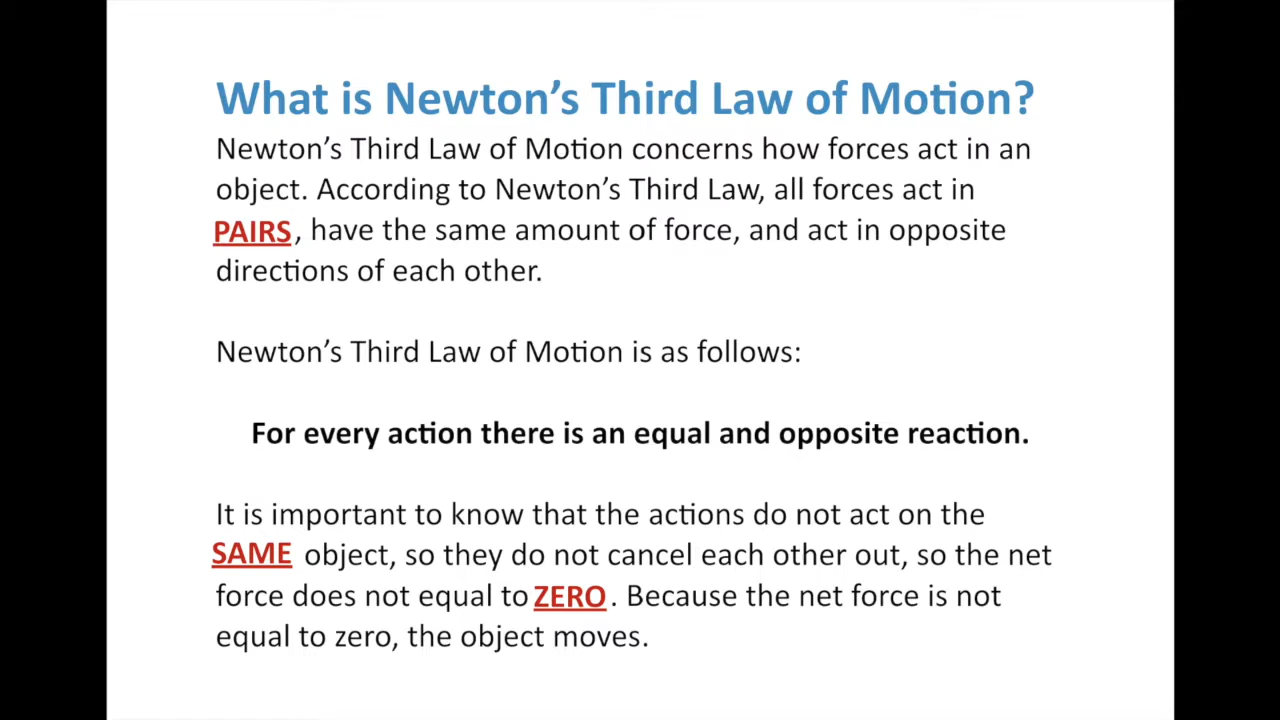 What is Newton’s Third Law of Motion?
Newton’s Third Law of Motion concerns how forces act in an
object. According to Newton’s Third Law, all forces act in
PAIRS, have the same amount of force, and act in opposite
directions of each other.
Newton’s Third Law of Motion is as follows:
For every action there is an equal and opposite reaction.
It is important to know that the actions do not act on the
SAME object, so they do not cancel each other out, so the net
force does not equal to ZERO. Because the net force is not
equal to zero, the object moves.